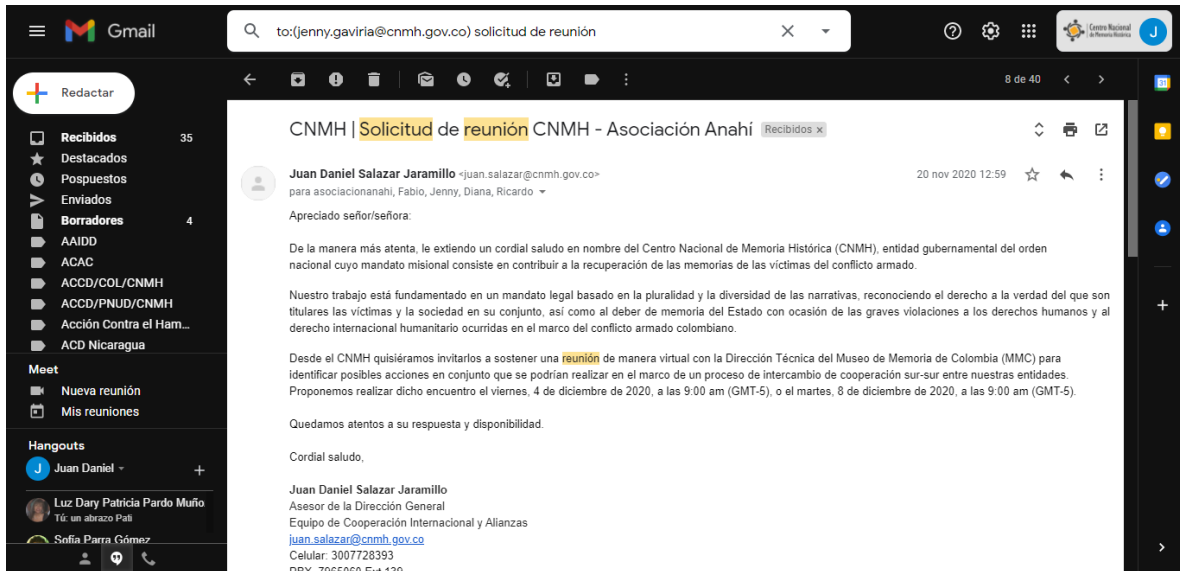 Gmail
to:(jenny.gaviria@cnmh.gov.co) solicitud de reunión
Centro Nacional
de Memoria Histórica
J
Redactar
8 de 40
Recibidos 35
Destacados
Pospuestos
Enviados
Borradores 4
AAIDD
ACAC
ACCD/COL/CNMH
ACCD/PNUD/CNMH
Acción Contra el Ham...
ACD Nicaragua
Meet
Nueva reunión
Mis reuniones
Hangouts
J Juan Daniel
Luz Dary Patricia Pardo Muño
Tú: un abrazo Pati
Sofía Parra Gómez
CNMH | Solicitud de reunión CNMH - Asociación Anahí Recibidos x
Juan Daniel Salazar Jaramillo <juan.salazar@cnmh.gov.co> 20 nov 2020 12:59
para asociacionanahi, Fabio, Jenny, Diana, Ricardo
Apreciado señor/señora:
De la manera más atenta, le extiendo un cordial saludo en nombre del Centro Nacional de Memoria Histórica (CNMH), entidad gubernamental del orden
nacional cuyo mandato misional consiste en contribuir a la recuperación de las memorias de las víctimas del conflicto armado.
Nuestro trabajo está fundamentado en un mandato legal basado en la pluralidad y la diversidad de las narrativas, reconociendo el derecho a la verdad del que son
titulares las víctimas y la sociedad en su conjunto, así como al deber de memoria del Estado con ocasión de las graves violaciones a los derechos humanos y al
derecho internacional humanitario ocurridas en el marco del conflicto armado colombiano.
Desde el CNMH quisiéramos invitarlos a sostener una reunión de manera virtual con la Dirección Técnica del Museo de Memoria de Colombia (MMC) para
identificar posibles acciones en conjunto que se podrían realizar en el marco de un proceso de intercambio de cooperación sur-sur entre nuestras entidades.
Proponemos realizar dicho encuentro el viernes, 4 de diciembre de 2020, a las 9:00 am (GMT-5), o el martes, 8 de diciembre de 2020, a las 9:00 am (GMT-5).
Quedamos atentos a su respuesta y disponibilidad.
Cordial saludo,
Juan Daniel Salazar Jaramillo
Asesor de la Dirección General
Equipo de Cooperación Internacional y Alianzas
juan.salazar@cnmh.gov.co
Celular: 3007728393
PBX: 7965060 Ext 139
31